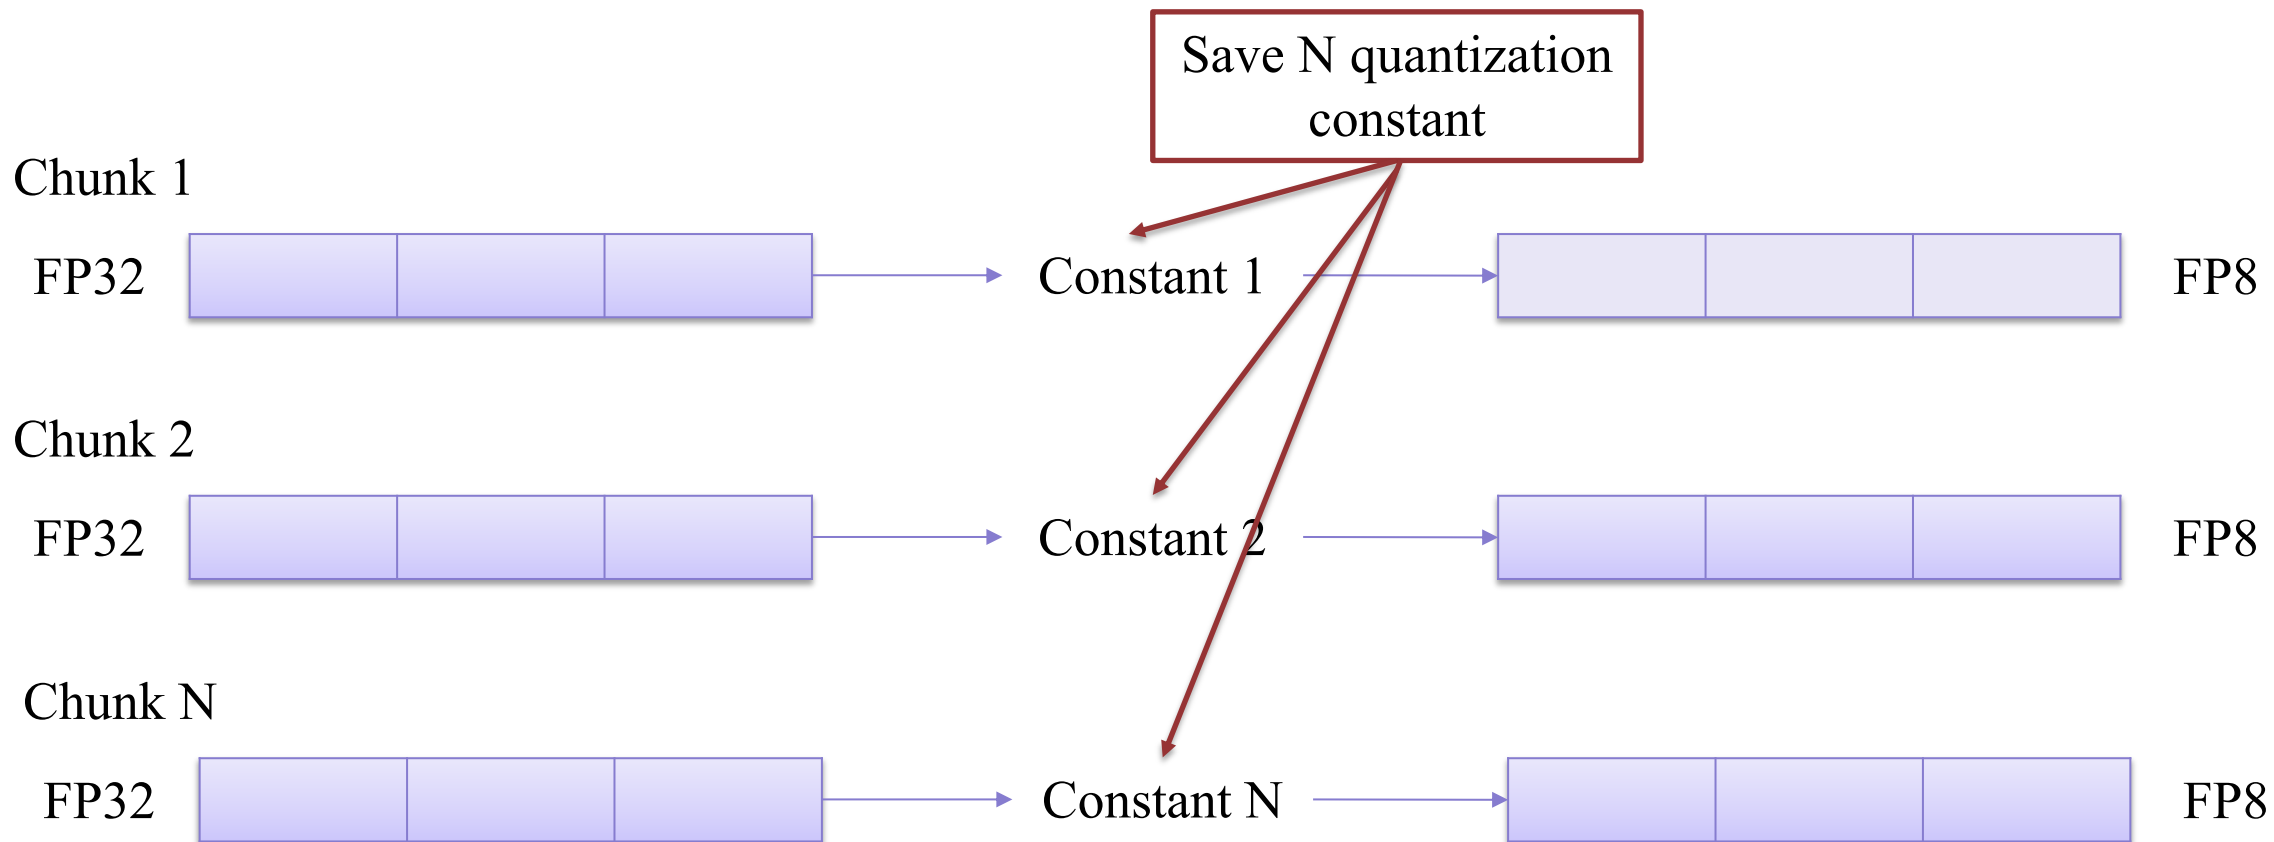 Save N quantization
constant
Chunk 1
FP32
Constant 1
FP8
Chunk 2
FP32
Constant 2
FP8
Chunk N
FP32
Constant N
FP8